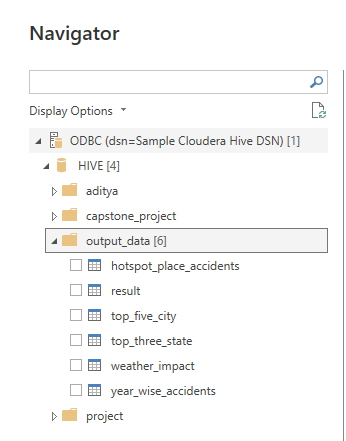 Navigator
Display Options
ODBC (dsn=Sample Cloudera Hive DSN) [1]
HIVE [4]
aditya
capstone_project
output_data [6]
hotspot_place_accidents
result
top_five_city
top_three_state
weather_impact
year_wise_accidents
project